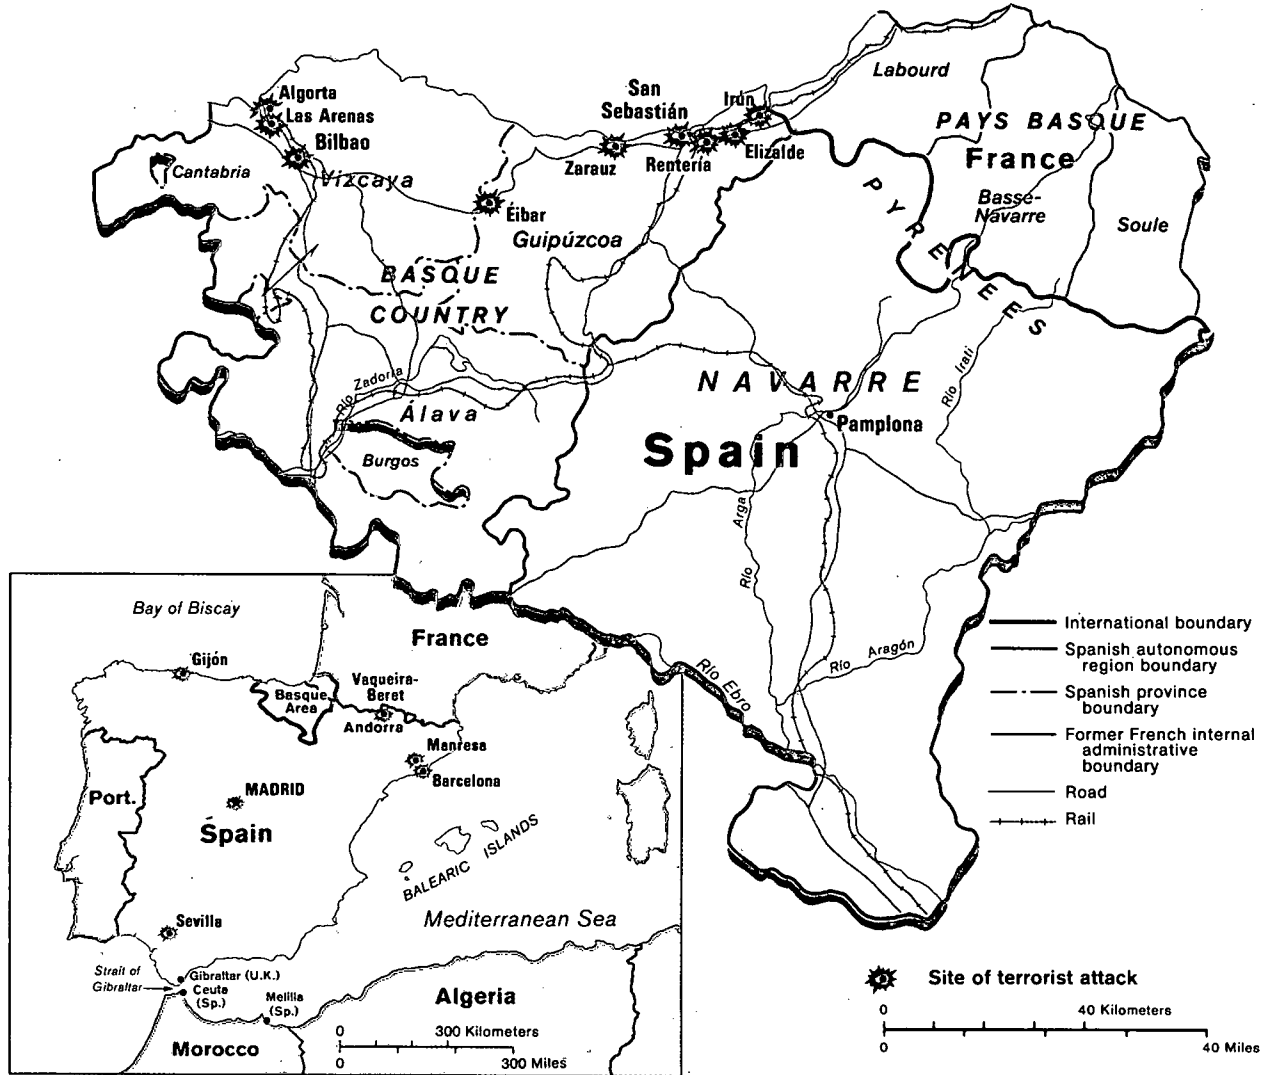 Labourd
Algorta
San
Sebastián
Irún
Las Arenas
Bilbao
PAYS BASQUE
France
Cantabria
Vizcaya
Zarauz
Rentería
Elizalde
Basse-
Navarre
Soule
Éibar
Guipúzcoa
PYRENEES
BASQUE
COUNTRY
Río Zadorra
NAVARRE
Río Irati
Álava
Pamplona
Spain
Burgos
Río Arga
Río Aragón
Río Ebro
International boundary
Spanish autonomous
region boundary
Spanish province
boundary
Former French internal
administrative
boundary
Road
Rail
Site of terrorist attack
0 40 Kilometers
0 40 Miles
Bay of Biscay
France
Gijón
Basque
Area
Vaqueira-
Beret
Andorra
Manresa
Barcelona
MADRID
Port.
Spain
BALEARIC ISLANDS
Mediterranean Sea
Sevilla
Strait of
Gibraltar
Gibraltar (U.K.)
Ceuta
(Sp.)
Melilla
(Sp.)
Algeria
Morocco
0 300 Kilometers
0 300 Miles